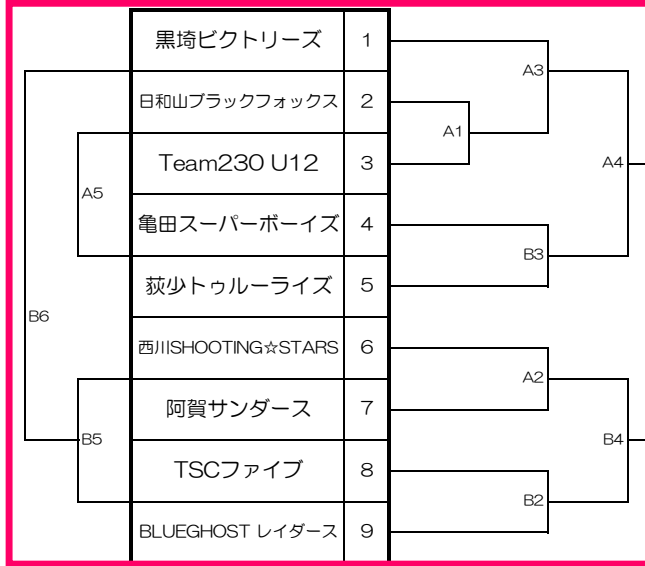 黒埼ビクトリーズ 1
A3
日和山ブラックフォックス 2
A1
Team230 U12 3
A4
A5
亀田スーパーボーイズ 4
B3
荻少トゥルーライズ 5
B6
西川SHOOTING☆STARS 6
A2
阿賀サンダース 7
B5
B4
TSCファイブ 8
B2
BLUEGHOST レイダース 9